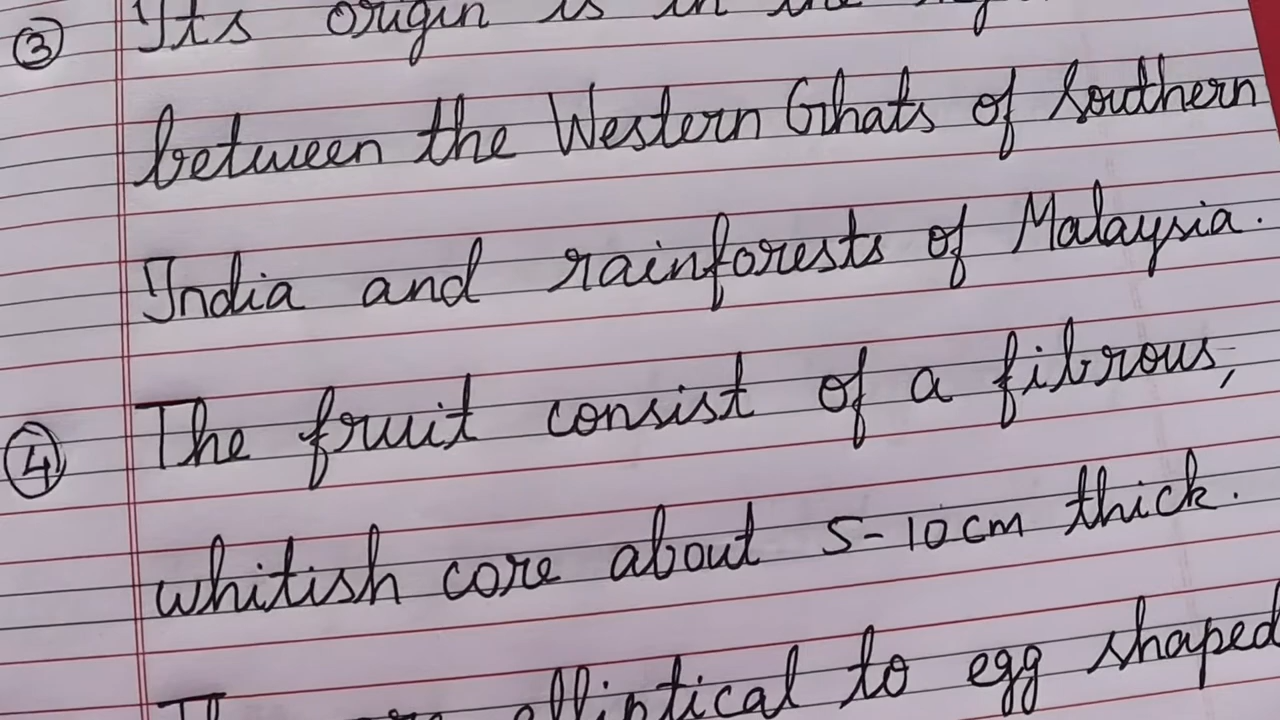 ③ Its origin is in the
between the Western Ghats of Southern
India and rainforests of Malaysia.
④ The fruit consist of a fibrous,
whitish core about 5-10cm thick.
elliptical to egg shaped